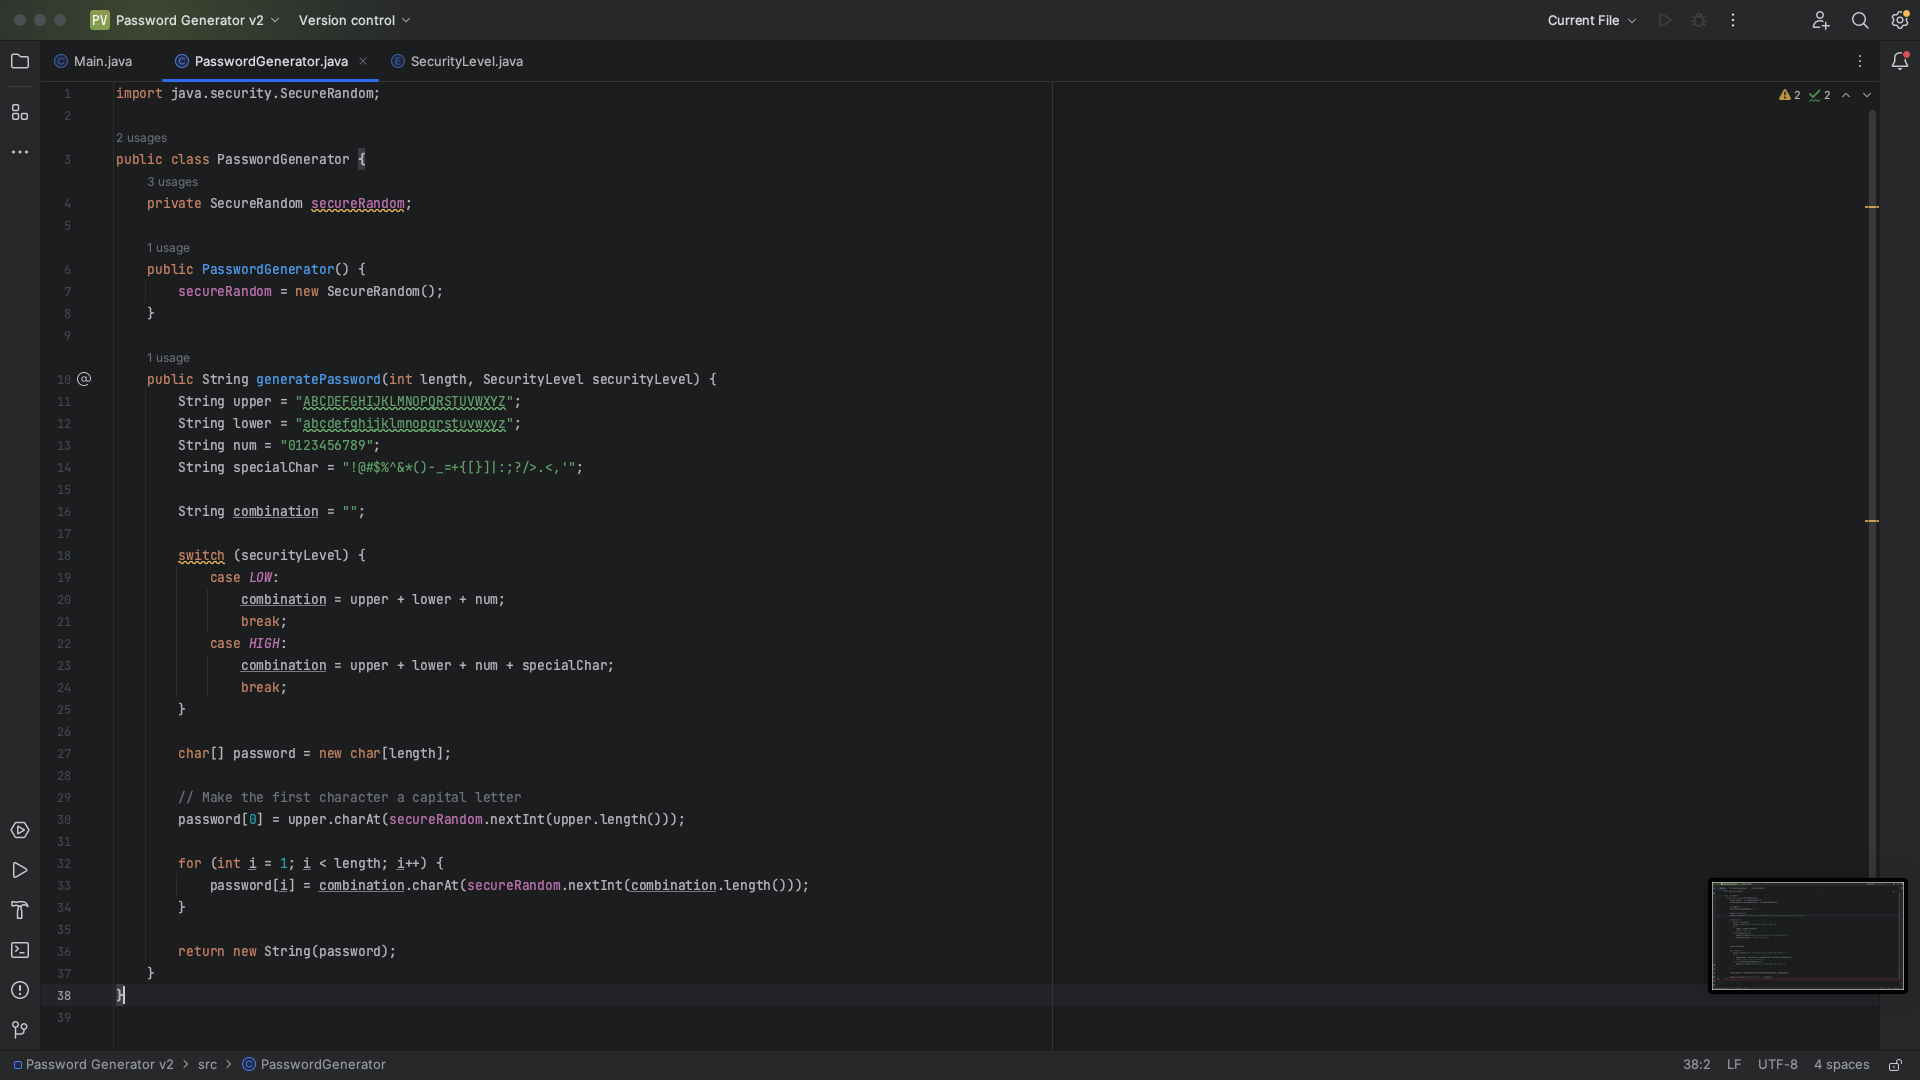 PV Password Generator v2 Version control Current File
Main.java PasswordGenerator.java SecurityLevel.java
2 2
1 import java.security.SecureRandom;
2
2 usages
3 public class PasswordGenerator {
3 usages
4 private SecureRandom secureRandom;
5
1 usage
6 public PasswordGenerator() {
7 secureRandom = new SecureRandom();
8 }
9
1 usage
10 @ public String generatePassword(int length, SecurityLevel securityLevel) {
11 String upper = "ABCDEFGHIJKLMNOPQRSTUVWXYZ";
12 String lower = "abcdefghijklmnopqrstuvwxyz";
13 String num = "0123456789";
14 String specialChar = "!@#$%^&*()-_=+{[}]|:;?/>.<,'";
15
16 String combination = "";
17
18 switch (securityLevel) {
19 case LOW:
20 combination = upper + lower + num;
21 break;
22 case HIGH:
23 combination = upper + lower + num + specialChar;
24 break;
25 }
26
27 char[] password = new char[length];
28
29 // Make the first character a capital letter
30 password[0] = upper.charAt(secureRandom.nextInt(upper.length()));
31
32 for (int i = 1; i < length; i++) {
33 password[i] = combination.charAt(secureRandom.nextInt(combination.length()));
34 }
35
36 return new String(password);
37 }
38 }
39
Password Generator v2 > src > PasswordGenerator 38:2 LF UTF-8 4 spaces